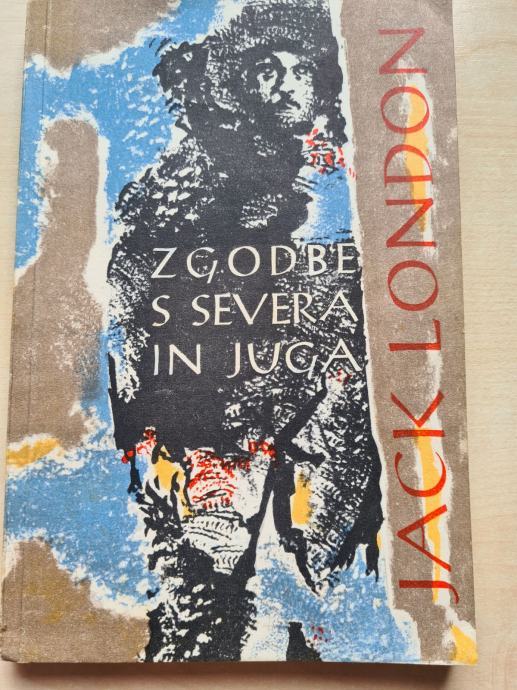 ZGODBE
S SEVERA
IN JUGA
JACK LONDON